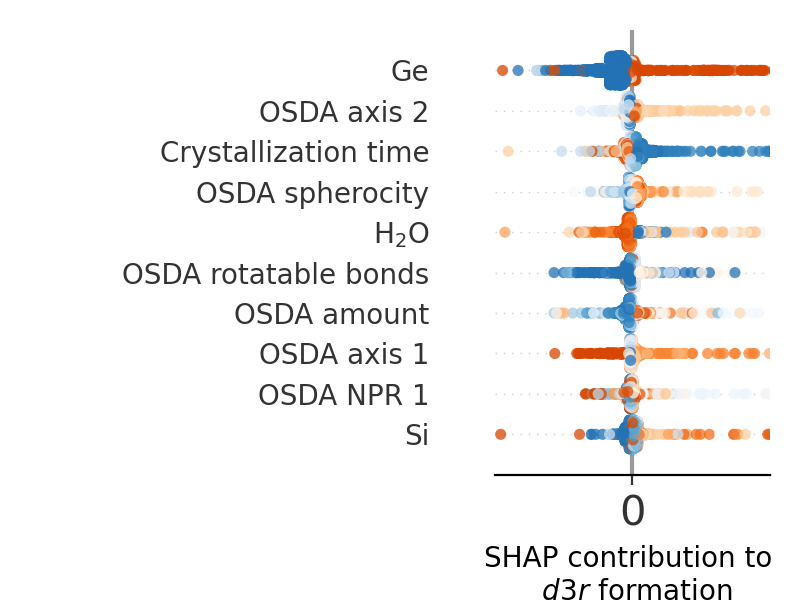 Ge
OSDA axis 2
Crystallization time
OSDA spherocity
H₂O
OSDA rotatable bonds
OSDA amount
OSDA axis 1
OSDA NPR 1
Si
0
SHAP contribution to
d3r formation